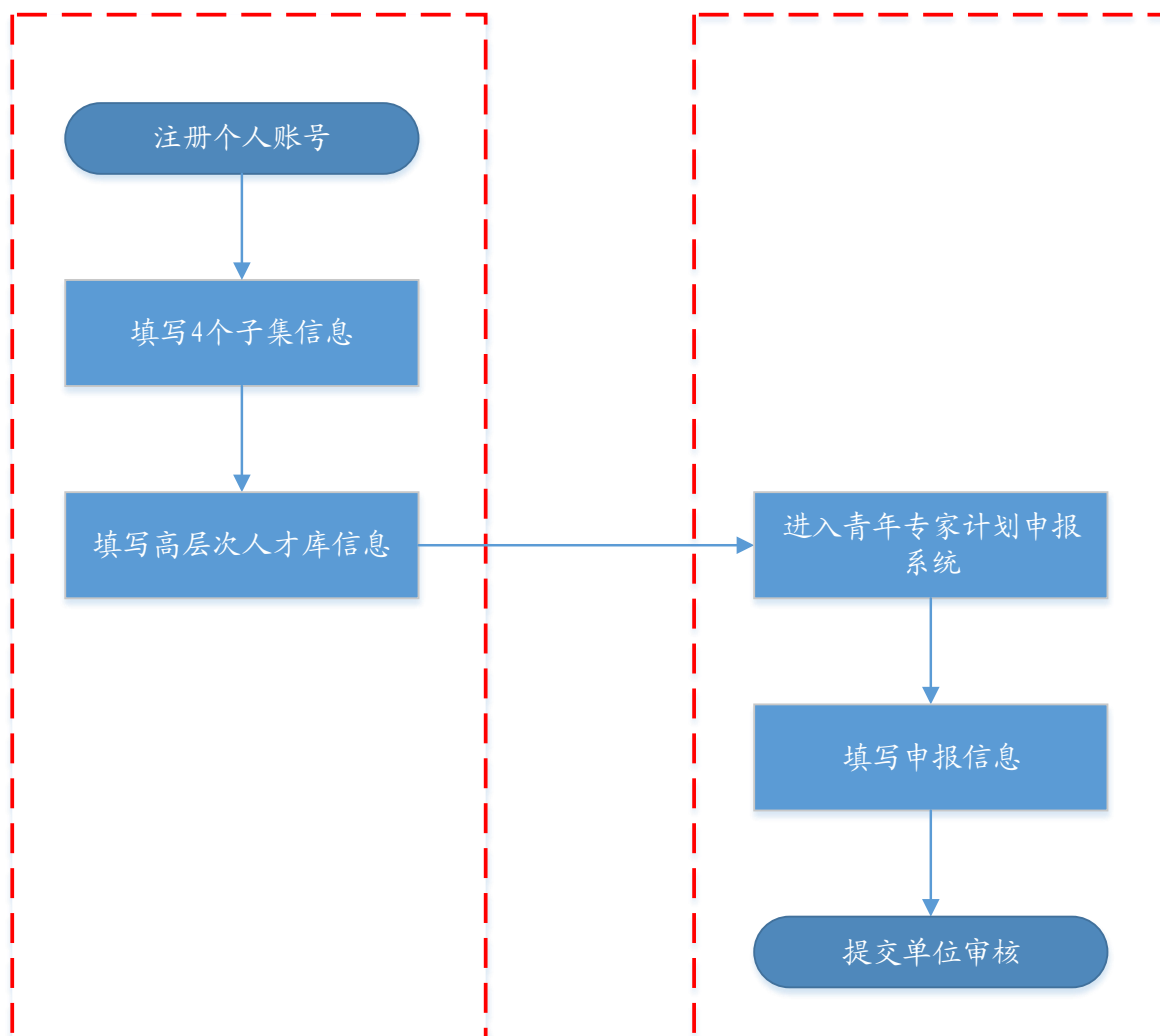 注册个人账号
填写4个子集信息
填写高层次人才库信息
进入青年专家计划申报
系统
填写申报信息
提交单位审核